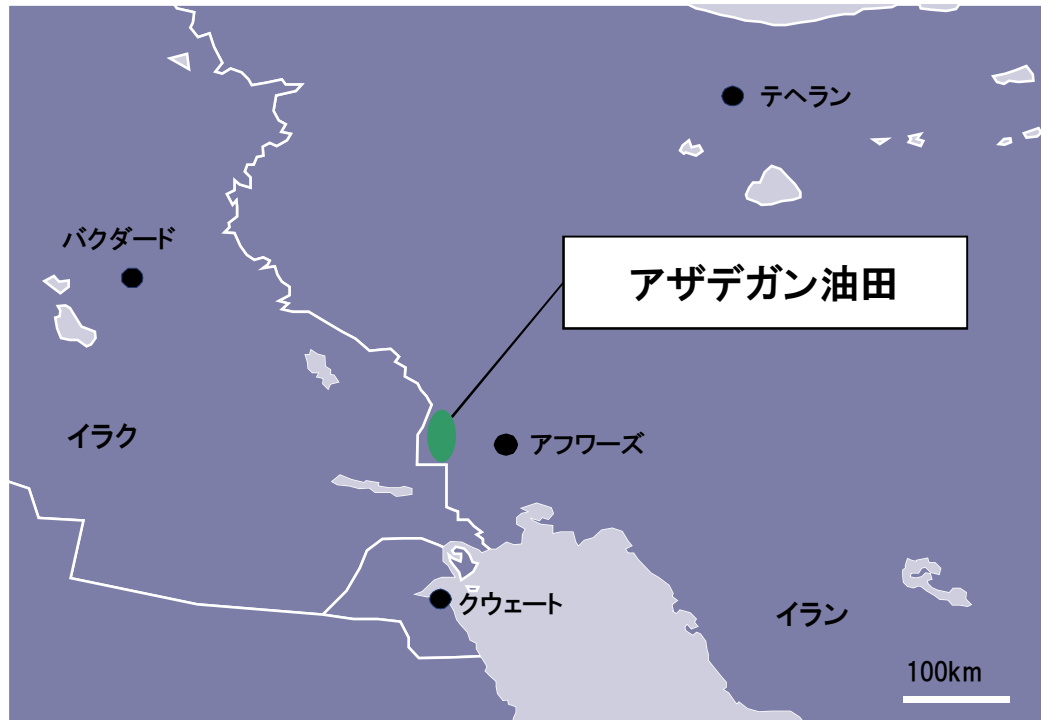 テヘラン
バクダード
アザデガン油田
イラク
アフワーズ
クウェート
イラン
100km